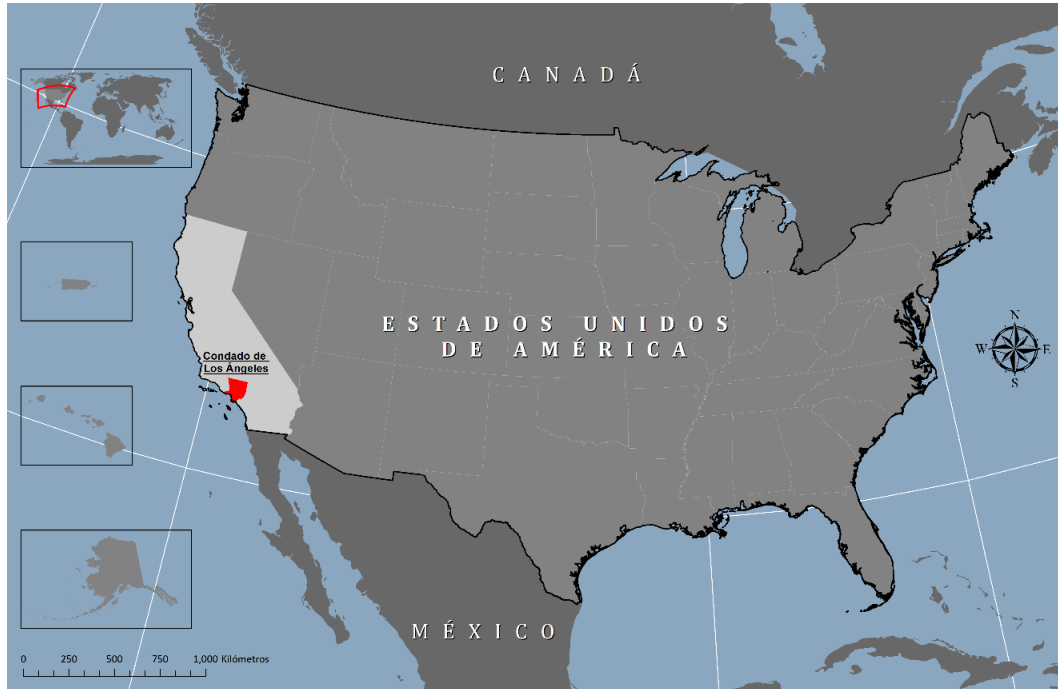 CANADÁ
ESTADOS UNIDOS
DE AMÉRICA
N
W E
S
Condado de
Los Ángeles
MÉXICO
0 250 500 750 1,000 Kilómetros